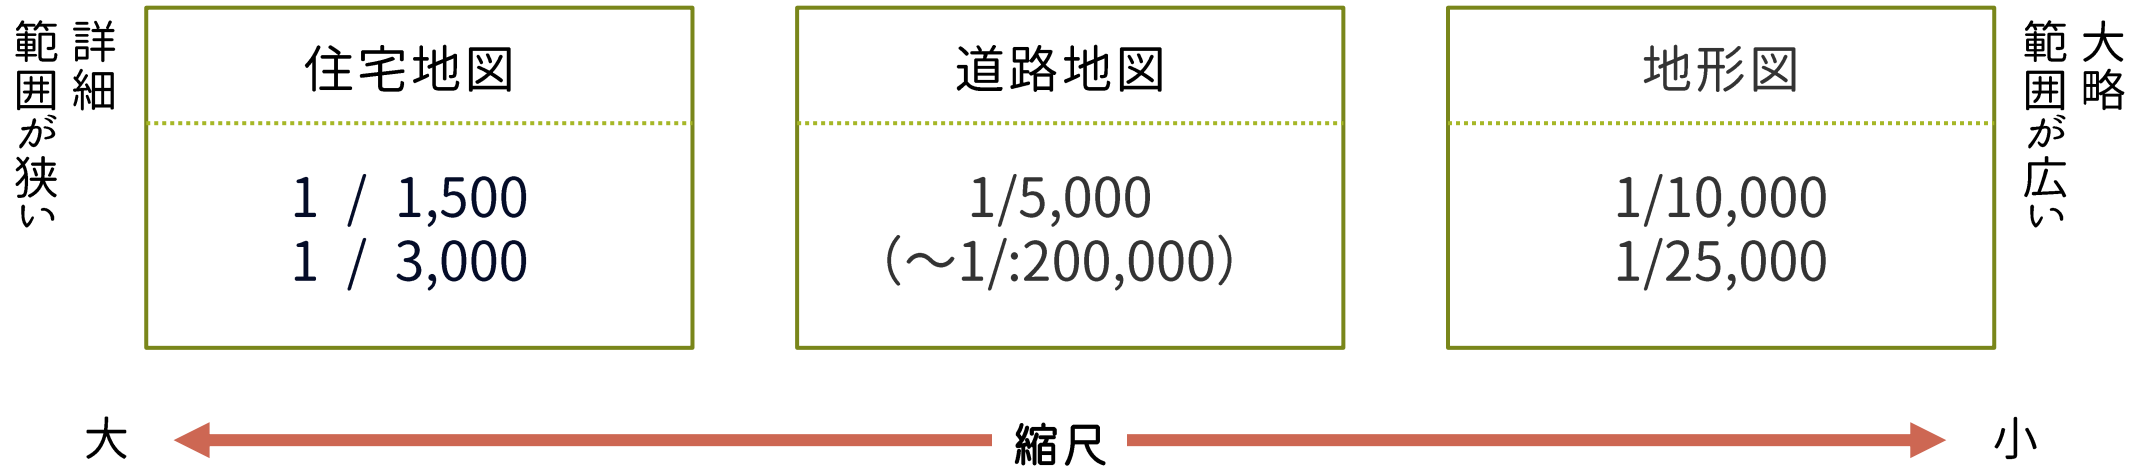 詳細
範囲が狭い
住宅地図
1 / 1,500
1 / 3,000
道路地図
1/5,000
（～1/:200,000）
地形図
1/10,000
1/25,000
大略
範囲が広い
大
縮尺
小